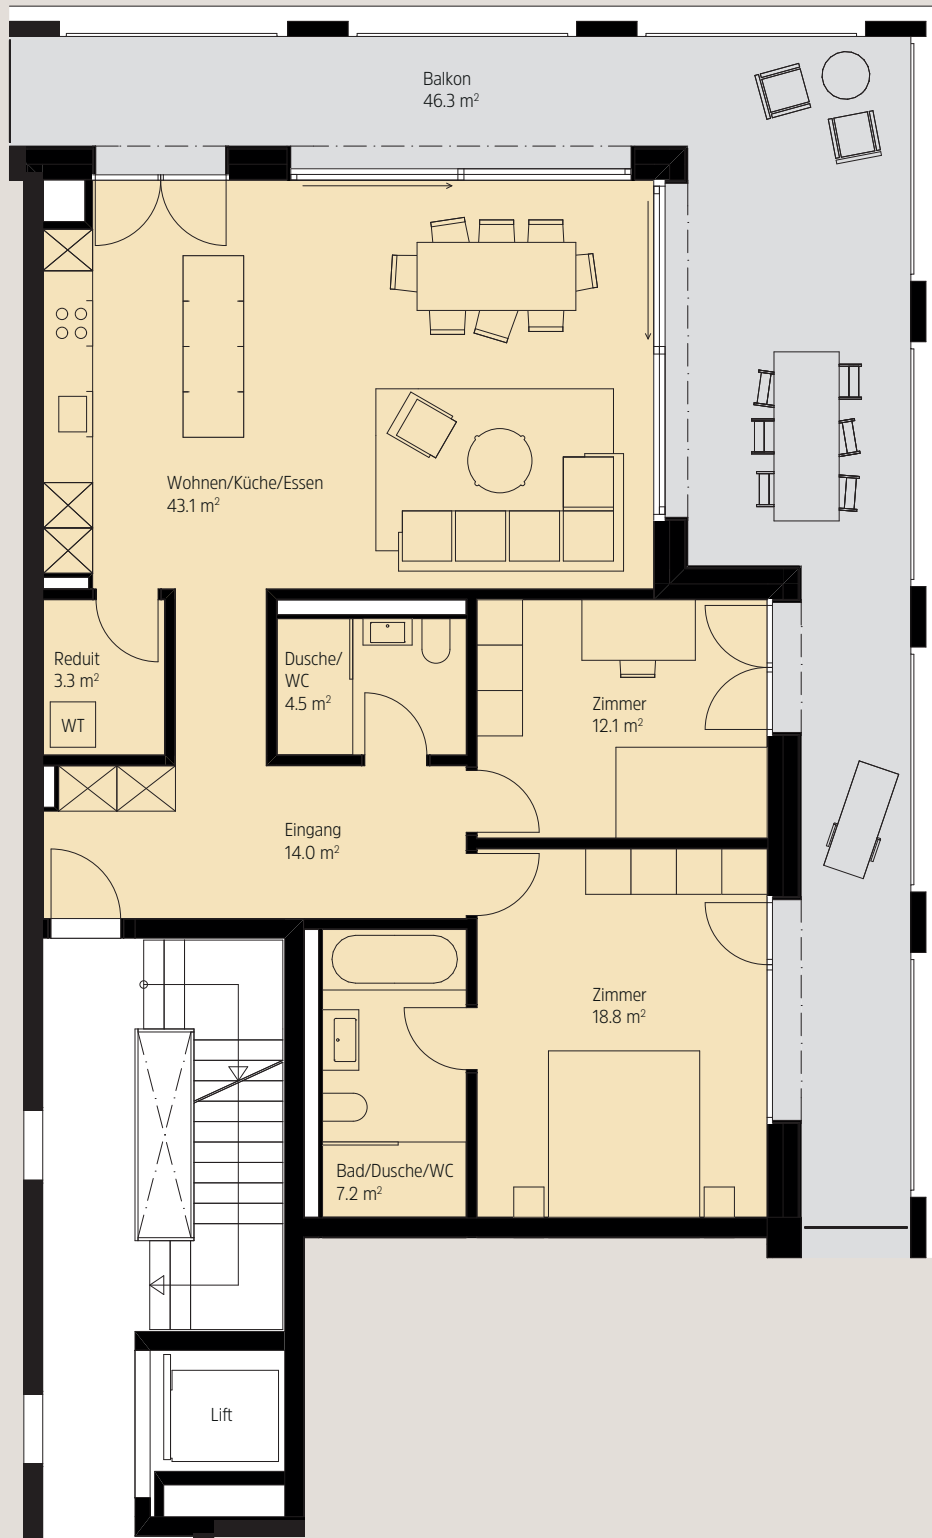 Balkon
46.3 m²
Wohnen/Küche/Essen
43.1 m²
Reduit
3.3 m²
WT
Dusche/
WC
4.5 m²
Zimmer
12.1 m²
Eingang
14.0 m²
Zimmer
18.8 m²
Bad/Dusche/WC
7.2 m²
Lift